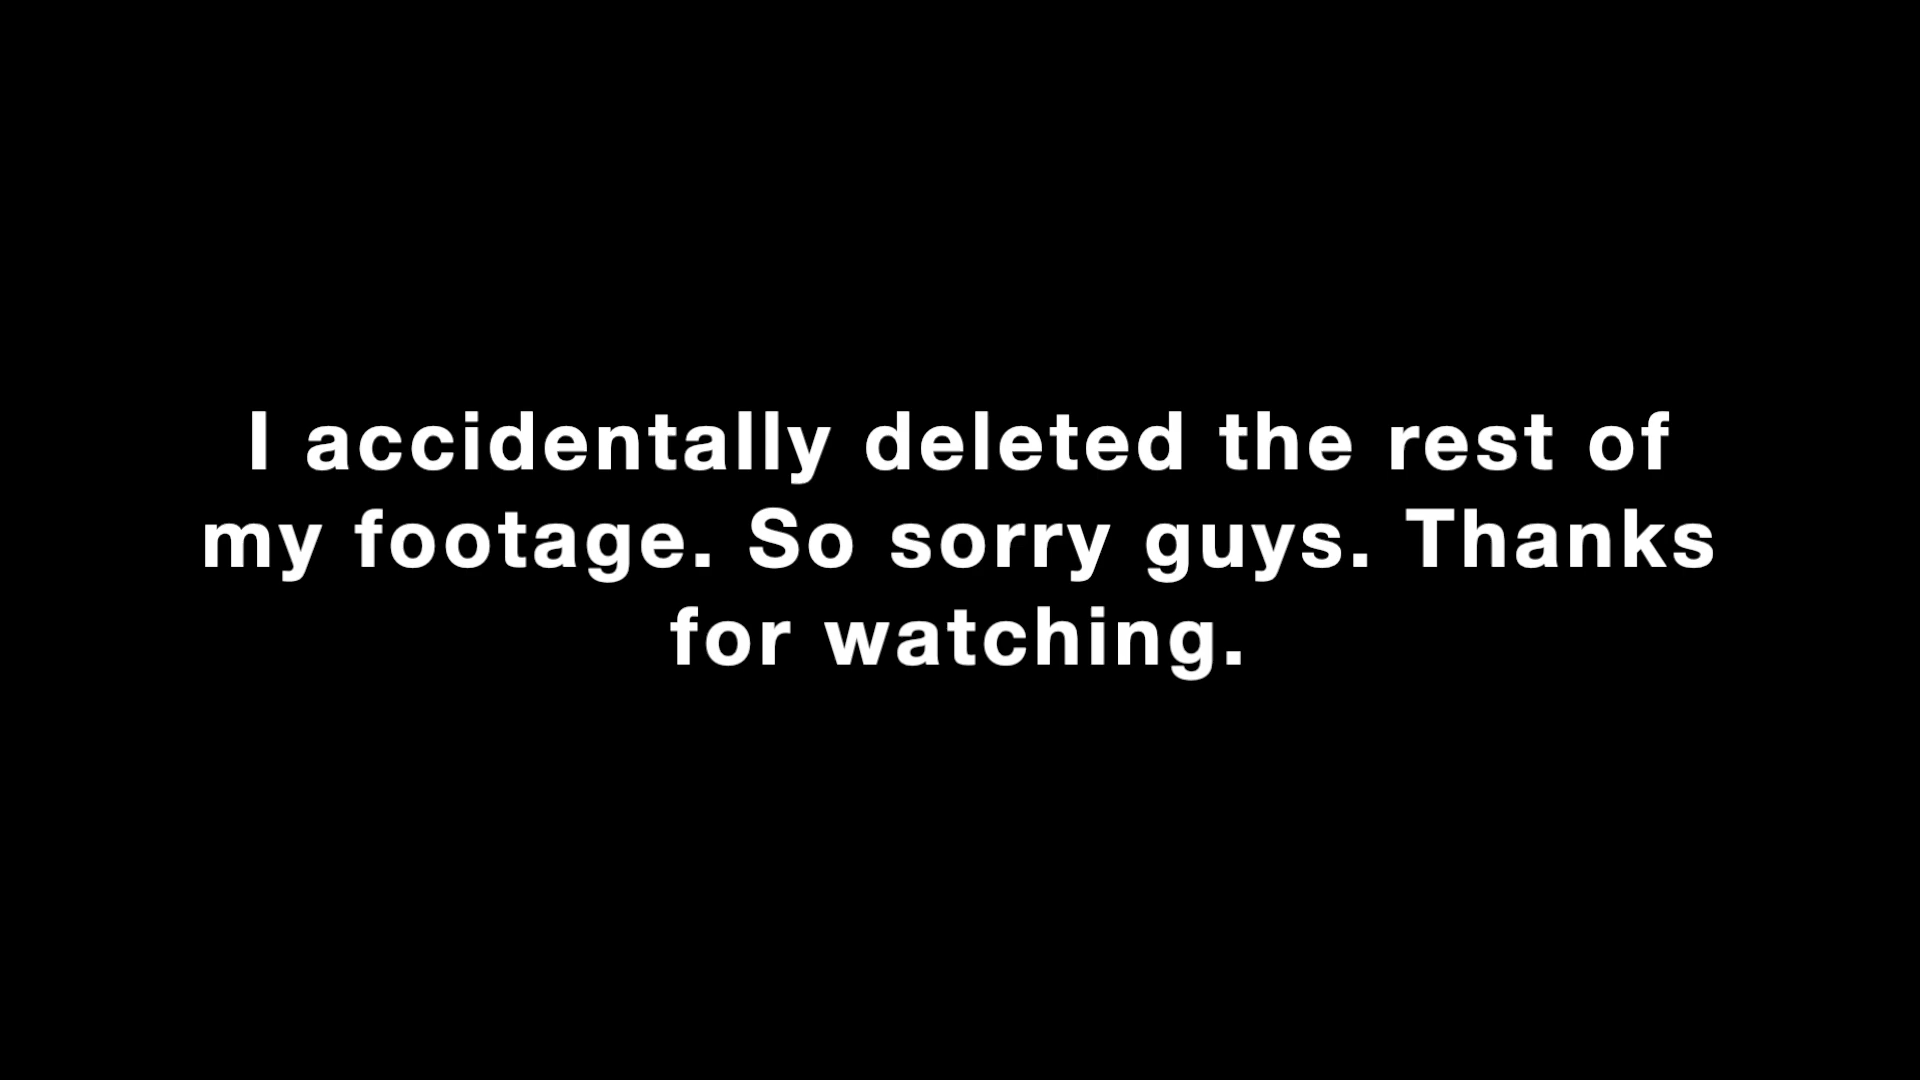 I accidentally deleted the rest of
my footage. So sorry guys. Thanks
for watching.